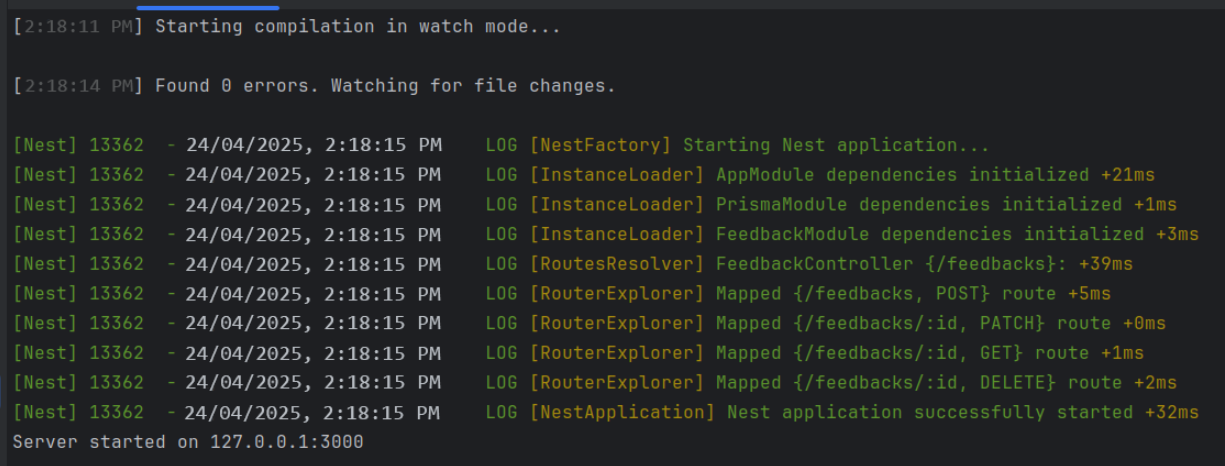 [2:18:11 PM] Starting compilation in watch mode...
[2:18:14 PM] Found 0 errors. Watching for file changes.
[Nest] 13362  - 24/04/2025, 2:18:15 PM    LOG [NestFactory] Starting Nest application...
[Nest] 13362  - 24/04/2025, 2:18:15 PM    LOG [InstanceLoader] AppModule dependencies initialized +21ms
[Nest] 13362  - 24/04/2025, 2:18:15 PM    LOG [InstanceLoader] PrismaModule dependencies initialized +1ms
[Nest] 13362  - 24/04/2025, 2:18:15 PM    LOG [InstanceLoader] FeedbackModule dependencies initialized +3ms
[Nest] 13362  - 24/04/2025, 2:18:15 PM    LOG [RoutesResolver] FeedbackController {/feedbacks}: +39ms
[Nest] 13362  - 24/04/2025, 2:18:15 PM    LOG [RouterExplorer] Mapped {/feedbacks, POST} route +5ms
[Nest] 13362  - 24/04/2025, 2:18:15 PM    LOG [RouterExplorer] Mapped {/feedbacks/:id, PATCH} route +0ms
[Nest] 13362  - 24/04/2025, 2:18:15 PM    LOG [RouterExplorer] Mapped {/feedbacks/:id, GET} route +1ms
[Nest] 13362  - 24/04/2025, 2:18:15 PM    LOG [RouterExplorer] Mapped {/feedbacks/:id, DELETE} route +2ms
[Nest] 13362  - 24/04/2025, 2:18:15 PM    LOG [NestApplication] Nest application successfully started +32ms
Server started on 127.0.0.1:3000